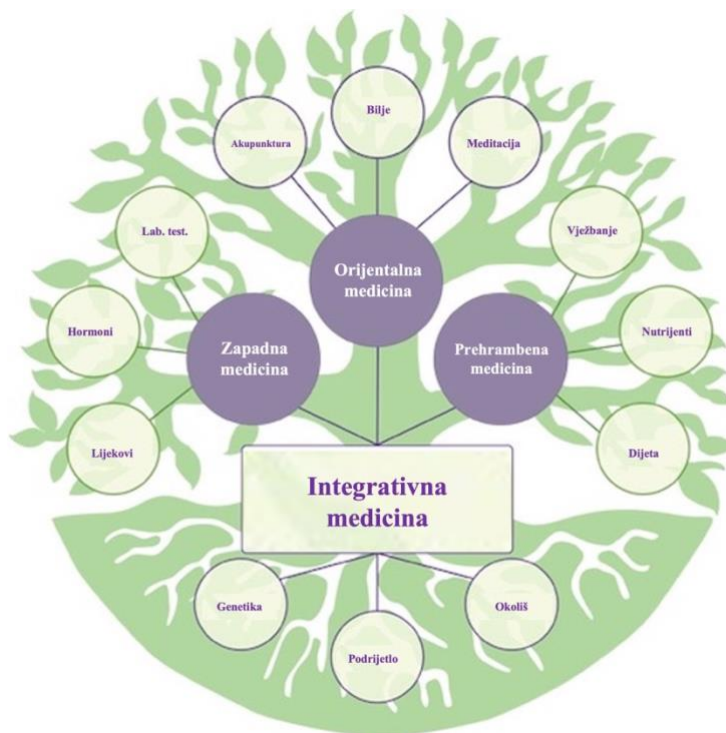 Bilje
Akupunktura
Meditacija
Lab. test.
Vježbanje
Orijentalna
medicina
Hormoni
Zapadna
medicina
Prehrambena
medicina
Nutrijenti
Lijekovi
Dijeta
Integrativna
medicina
Genetika
Okoliš
Podrijetlo